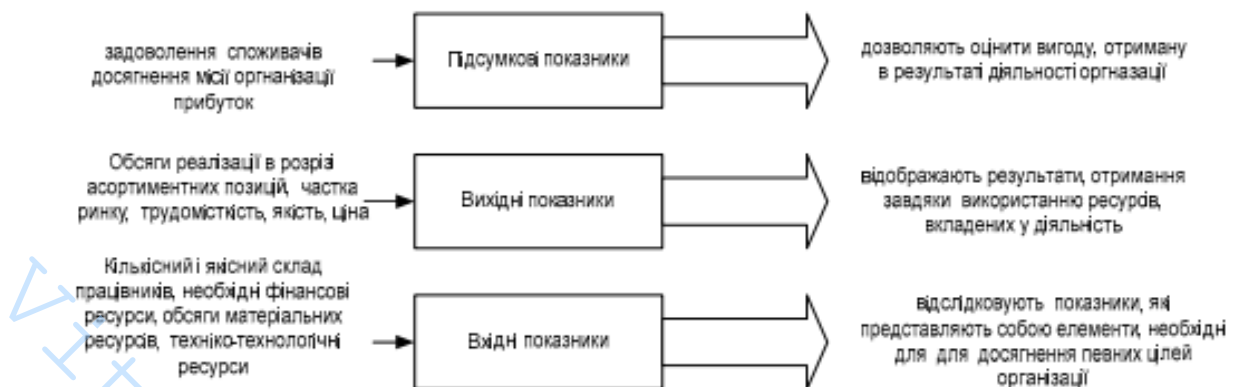 задоволення споживачів
досягнення місії оргнанізації
прибуток
Підсумкові показники
дозволяють оцінити вигоду, отриману
в результаті діяльності оргназації
Обсяги реалізації в розрізі
асортиментних позицій, частка
ринку, трудомісткість, якість, ціна
Вихідні показники
відображають результати, отримання
завдяки використанню ресурсів,
вкладених у діяльність
Кількісний і якісний склад
працівників, необхідні фінансові
ресурси, обсяги матеріальних
ресурсів, техніко-технологічні
ресурси
Вхідні показники
відслідковують показники, які
представляють собою елементи, необхідні
для для досягнення певних цілей
організації